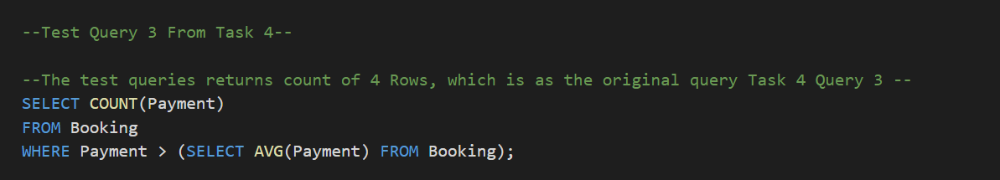 --Test Query 3 From Task 4--
--The test queries returns count of 4 Rows, which is as the original query Task 4 Query 3 --
SELECT COUNT(Payment)
FROM Booking
WHERE Payment > (SELECT AVG(Payment) FROM Booking);